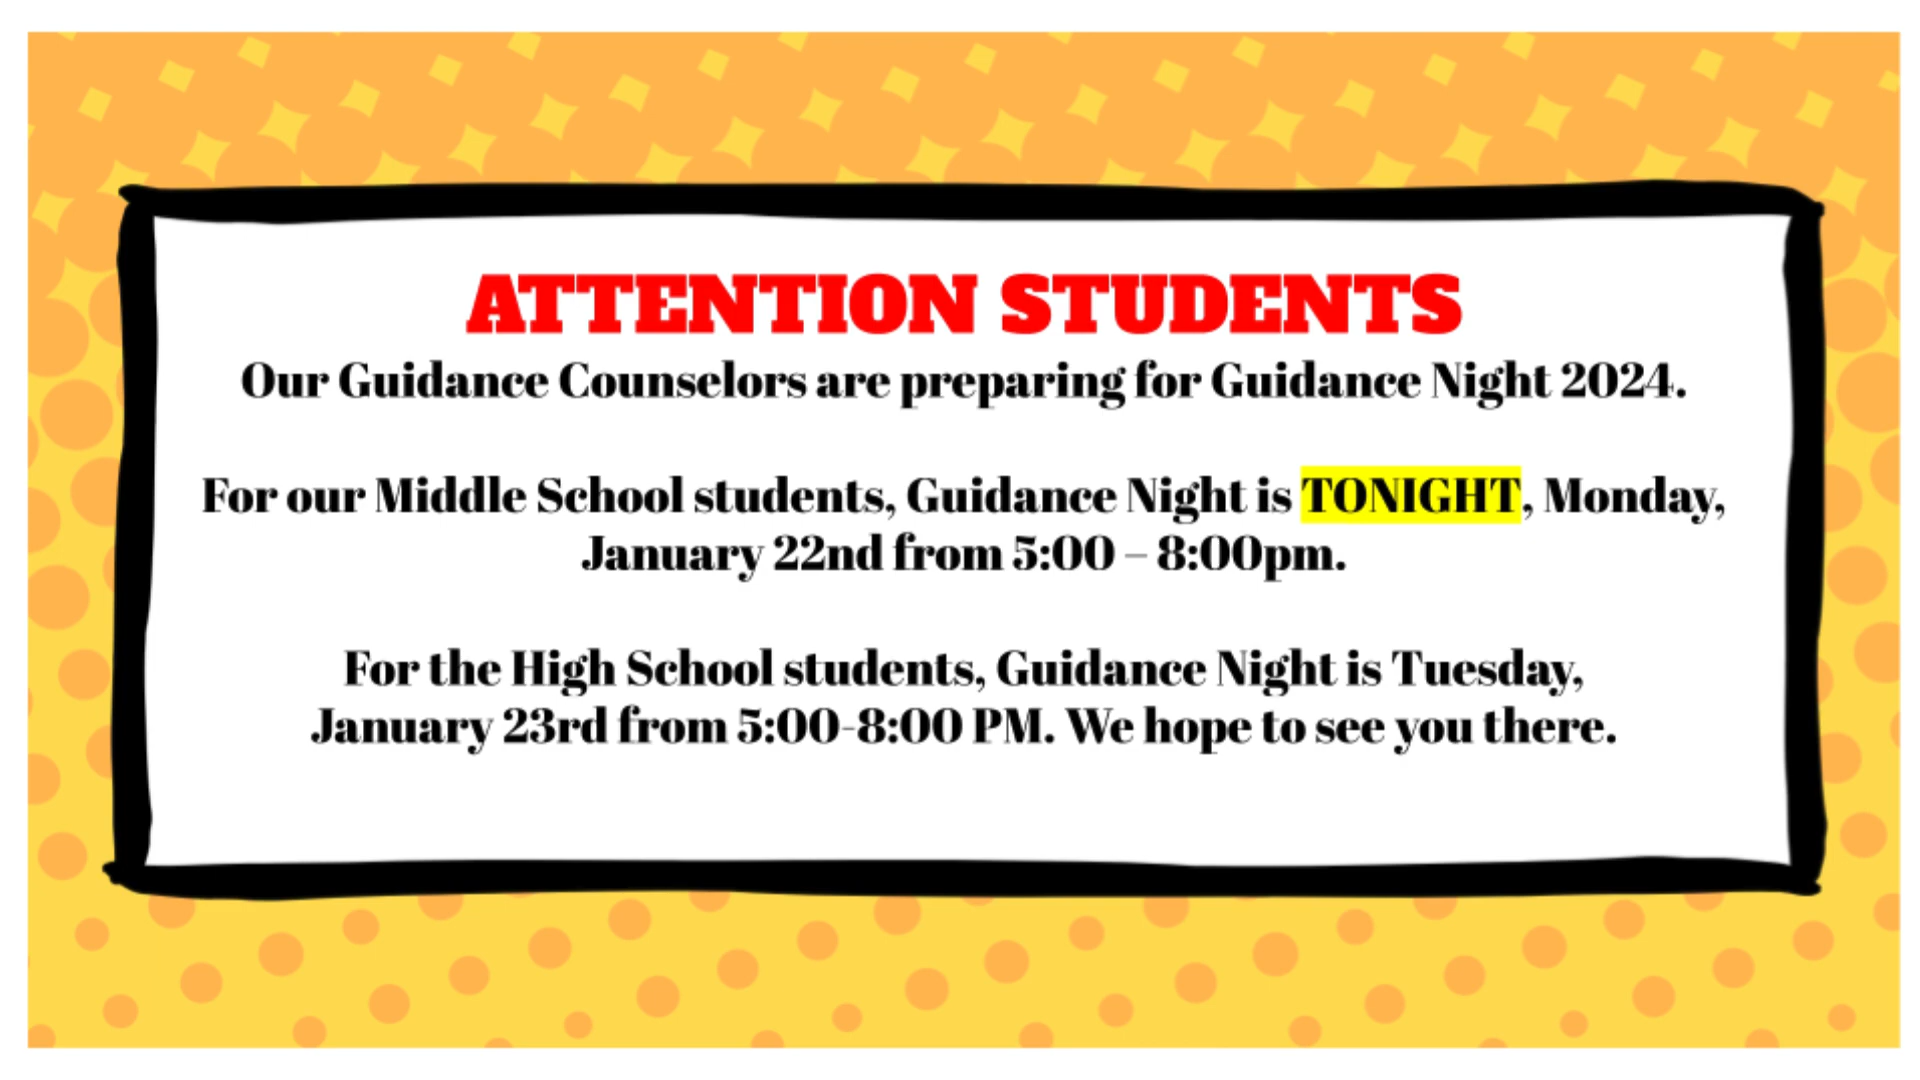 ATTENTION STUDENTS
Our Guidance Counselors are preparing for Guidance Night 2024.
For our Middle School students, Guidance Night is TONIGHT, Monday,
January 22nd from 5:00 – 8:00pm.
For the High School students, Guidance Night is Tuesday,
January 23rd from 5:00-8:00 PM. We hope to see you there.